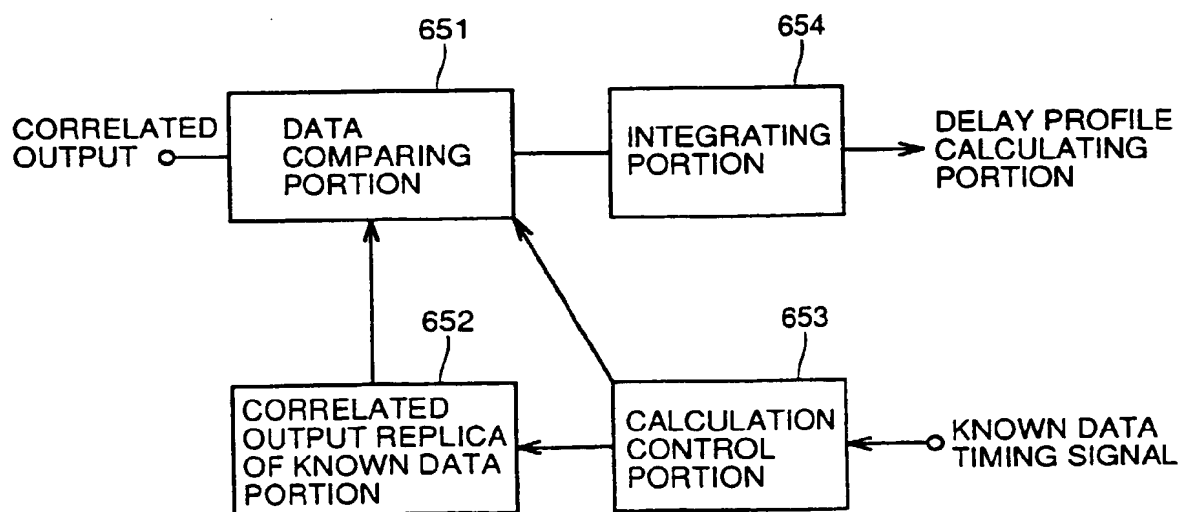 651
654
CORRELATED
OUTPUT
DATA
COMPARING
PORTION
INTEGRATING
PORTION
DELAY PROFILE
CALCULATING
PORTION
652
653
CORRELATED
OUTPUT REPLICA
OF KNOWN DATA
PORTION
CALCULATION
CONTROL
PORTION
KNOWN DATA
TIMING SIGNAL